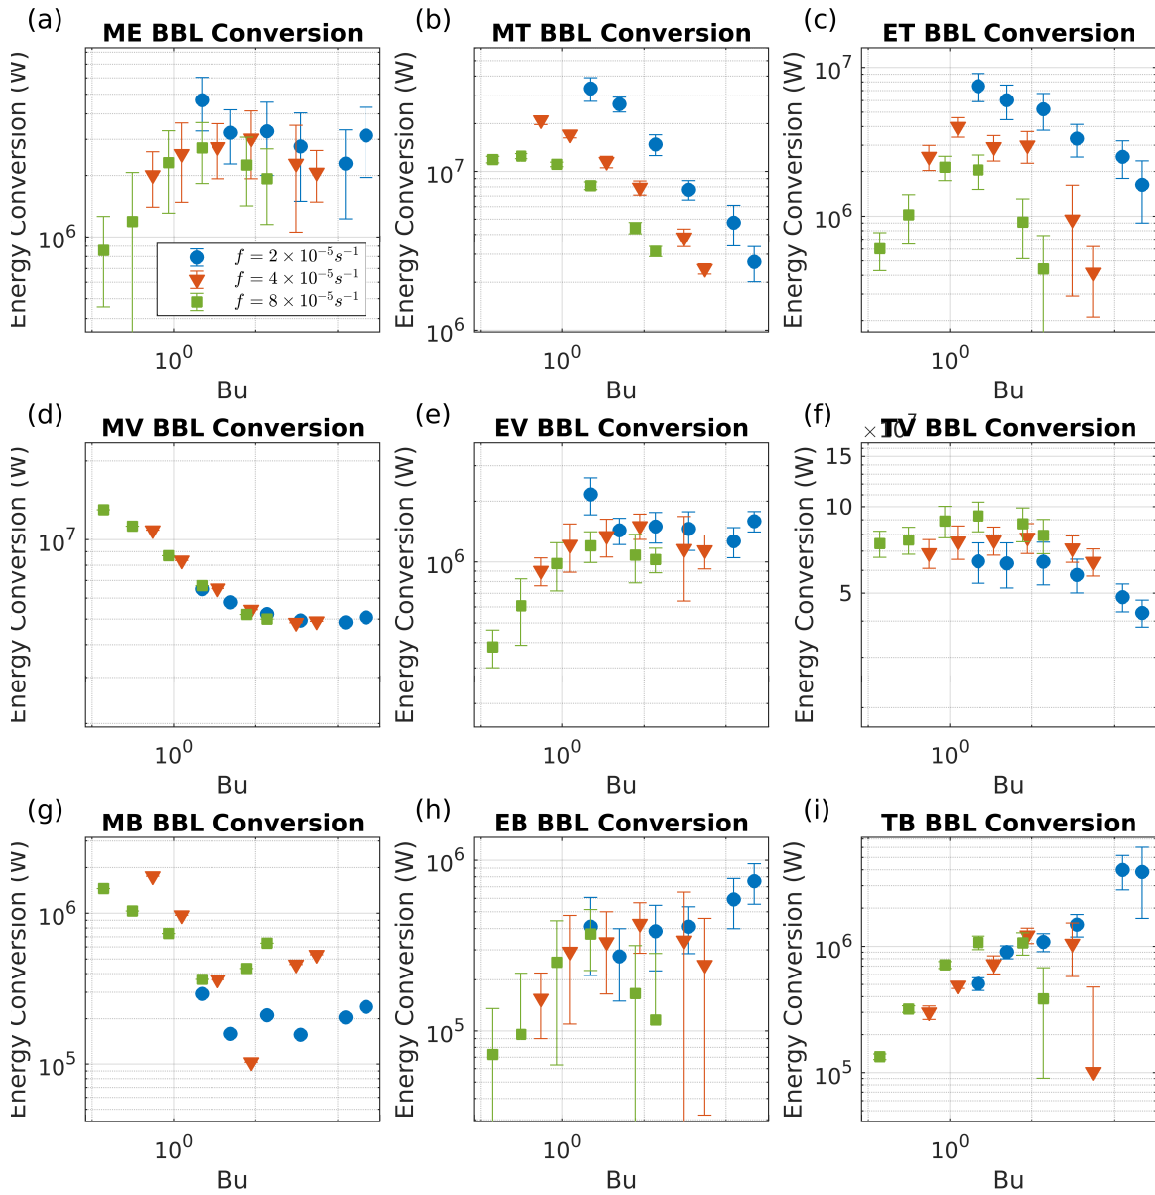 (a)
ME BBL Conversion
Energy Conversion (W)
10^6
f = 2 × 10^-5 s^-1
f = 4 × 10^-5 s^-1
f = 8 × 10^-5 s^-1
10^0
Bu
(b)
MT BBL Conversion
Energy Conversion (W)
10^7
10^6
10^0
Bu
(c)
ET BBL Conversion
Energy Conversion (W)
10^7
10^6
10^0
Bu
(d)
MV BBL Conversion
Energy Conversion (W)
10^7
10^0
Bu
(e)
EV BBL Conversion
Energy Conversion (W)
10^6
10^0
Bu
(f)
TV BBL Conversion
Energy Conversion (W)
15
10
5
10^0
Bu
(g)
MB BBL Conversion
Energy Conversion (W)
10^6
10^5
10^0
Bu
(h)
EB BBL Conversion
Energy Conversion (W)
10^6
10^5
10^0
Bu
(i)
TB BBL Conversion
Energy Conversion (W)
10^6
10^5
10^0
Bu